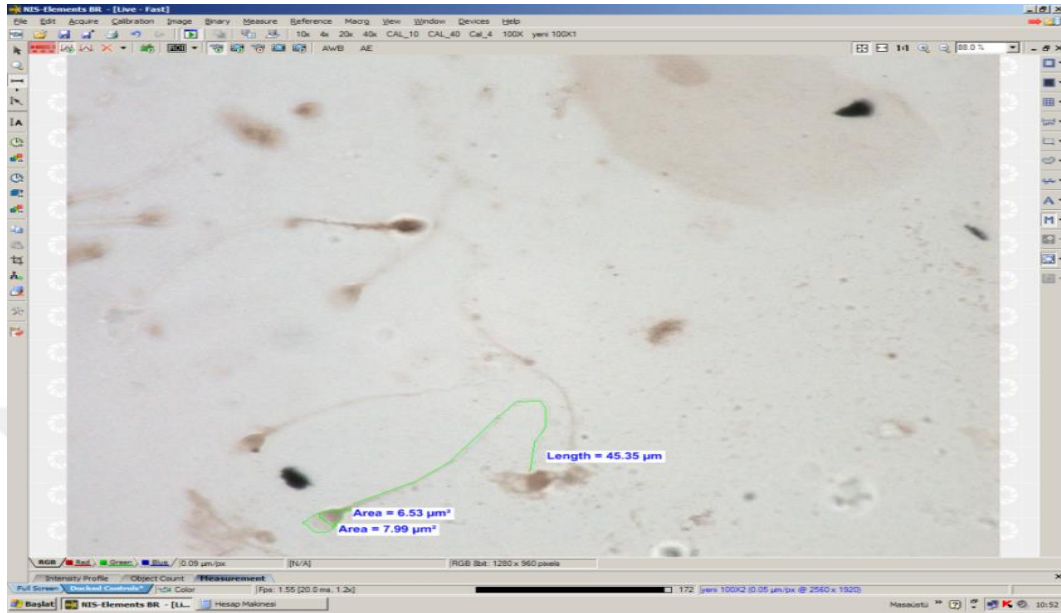 NIS-Elements BR - [Live - Fast]
File Edit Acquire Calibration Image Binary Measure Reference Macro View Window Devices Help
10x 4x 20x 40x CAL_10 CAL_40 Cal_4 100X yeni 100X1
ROI AWB AE 1:1 88.0 %
Length = 45.35 µm
Area = 6.53 µm²
Area = 7.99 µm²
RGB Red Green Blue 0.09 µm/px [N/A] RGB 8bit: 1280 x 960 pixels
Intensity Profile Object Count Measurement
Full Screen Docked Controls* Color Fps: 1.55 [20.0 ms, 1.2x] 172 yeni 100X2 (0.05 µm/px @ 2560 x 1920)
Başlat NIS-Elements BR - [Li... Hesap Makinesi Masaüstü » 10:52